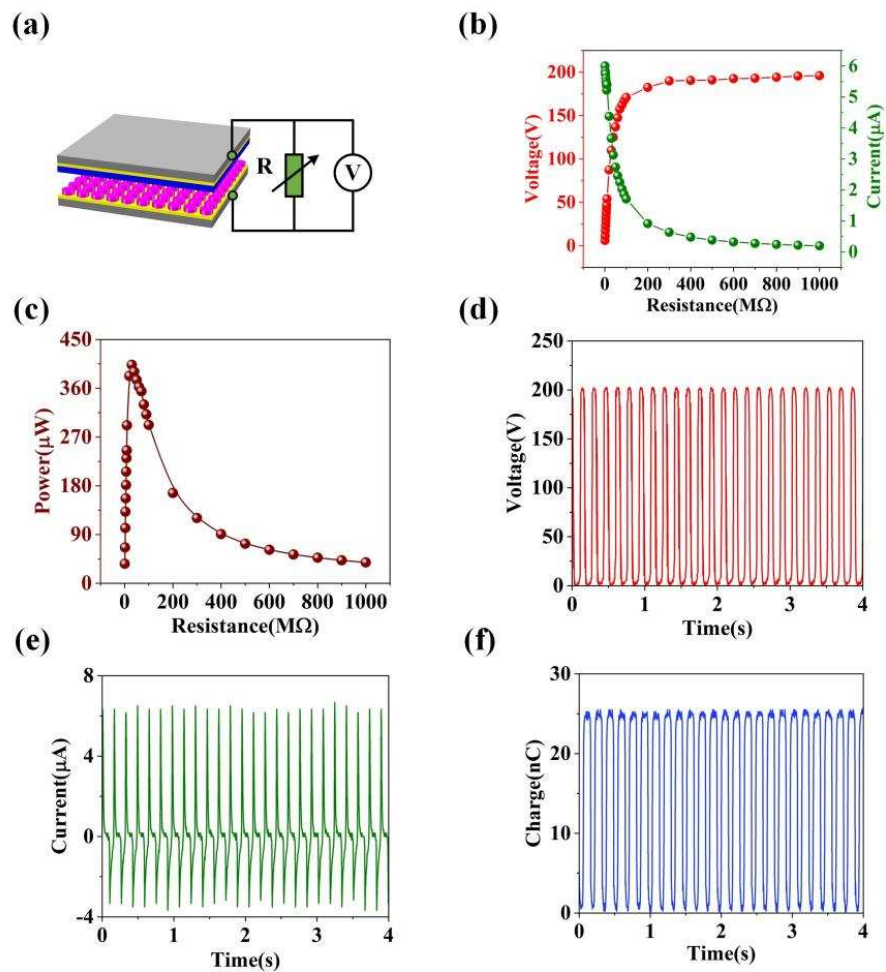 (a)
R
V
(b)
200
150
100
50
0
Voltage(V)
6
5
4
3
2
1
0
Current(μA)
0 200 400 600 800 1000
Resistance(MΩ)
(c)
450
360
270
180
90
0
Power(μW)
0 200 400 600 800 1000
Resistance(MΩ)
(d)
250
200
150
100
50
0
Voltage(V)
0 1 2 3 4
Time(s)
(e)
8
4
0
-4
Current(μA)
0 1 2 3 4
Time(s)
(f)
30
20
10
0
Charge(nC)
0 1 2 3 4
Time(s)